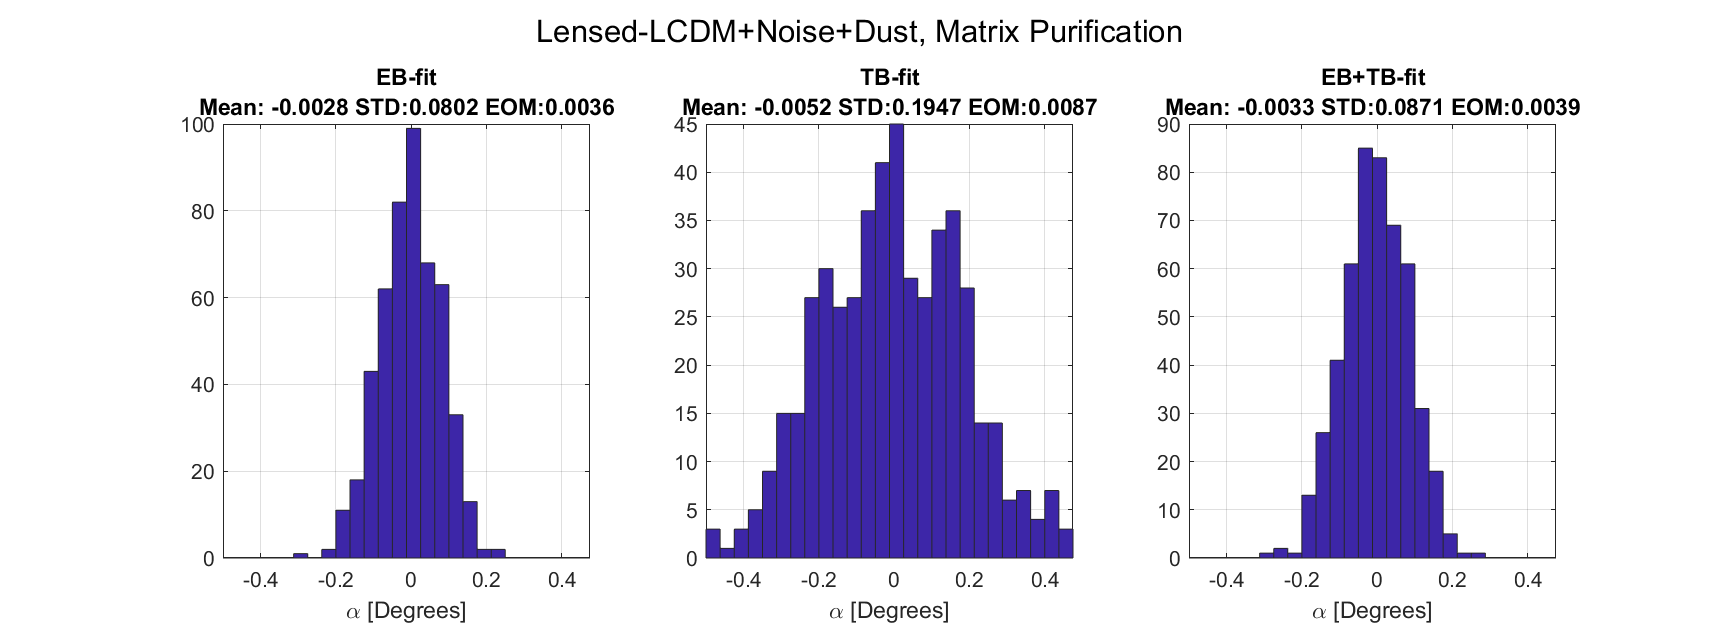 Lensed-LCDM+Noise+Dust, Matrix Purification
EB-fit
Mean: -0.0028 STD:0.0802 EOM:0.0036
100
80
60
40
20
0
-0.4 -0.2 0 0.2 0.4
α [Degrees]
TB-fit
Mean: -0.0052 STD:0.1947 EOM:0.0087
45
40
35
30
25
20
15
10
5
0
-0.4 -0.2 0 0.2 0.4
α [Degrees]
EB+TB-fit
Mean: -0.0033 STD:0.0871 EOM:0.0039
90
80
70
60
50
40
30
20
10
0
-0.4 -0.2 0 0.2 0.4
α [Degrees]